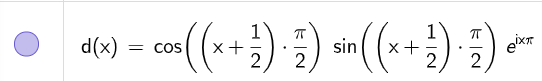 d(x) = cos((x + 1/2) · π/2) sin((x + 1/2) · π/2) e^{ixπ}